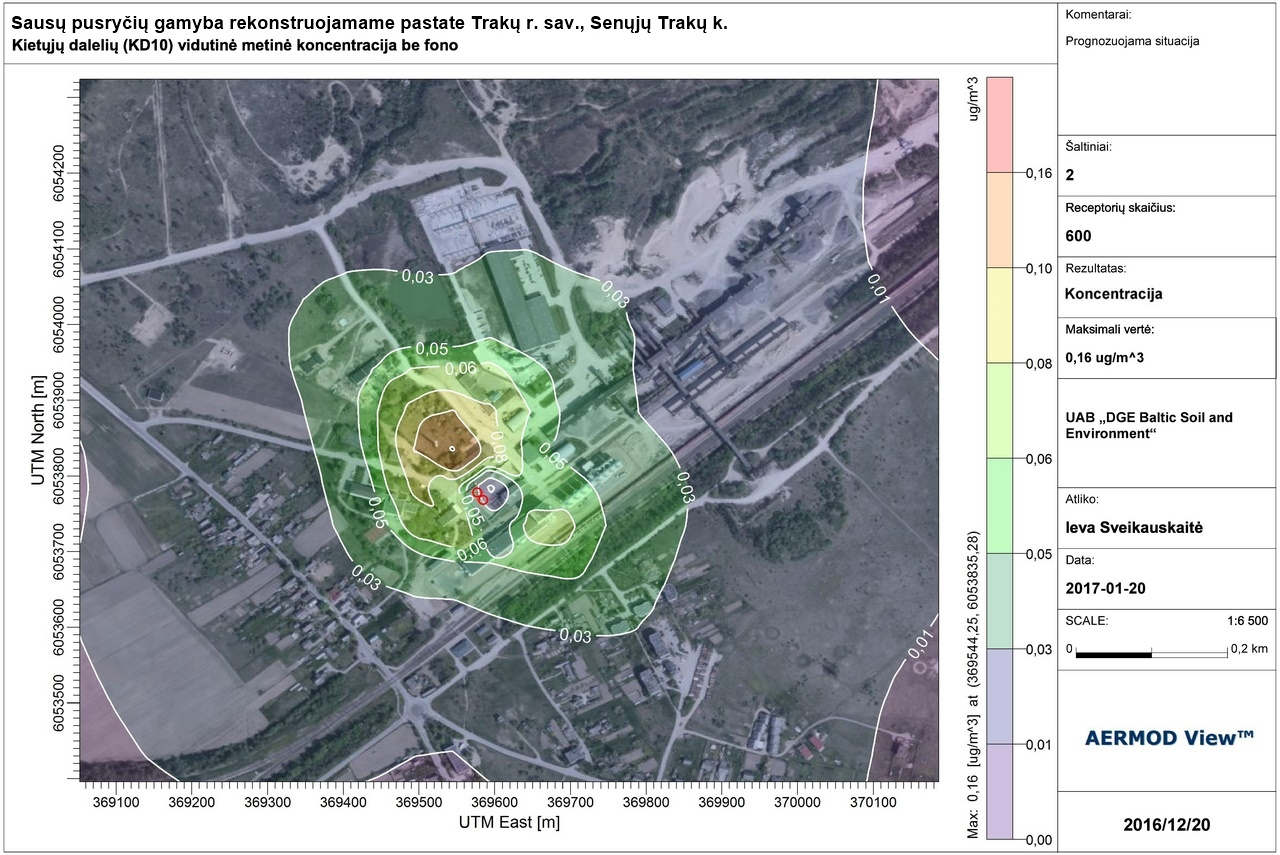 Sausų pusryčių gamyba rekonstruojamame pastate Trakų r. sav., Senųjų Trakų k.
Kietųjų dalelių (KD10) vidutinė metinė koncentracija be fono
Komentarai:
Prognozuojama situacija
Šaltiniai:
2
Receptorių skaičius:
600
Rezultatas:
Koncentracija
Maksimali vertė:
0,16 ug/m^3
UAB „DGE Baltic Soil and
Environment“
Atliko:
Ieva Sveikauskaitė
Data:
2017-01-20
SCALE:
1:6 500
0
0,2 km
AERMOD View™
2016/12/20
UTM North [m]
6054200
6054100
6054000
6053900
6053800
6053700
6053600
6053500
369100
369200
369300
369400
369500
369600
369700
369800
369900
370000
370100
UTM East [m]
0,03
0,03
0,01
0,05
0,06
0,08
0,05
0,03
0,05
0,05
0,06
0,03
0,03
0,01
ug/m^3
0,16
0,10
0,08
0,06
0,05
0,03
0,01
0,00
Max: 0,16 [ug/m^3] at (369544,25, 6053835,28)